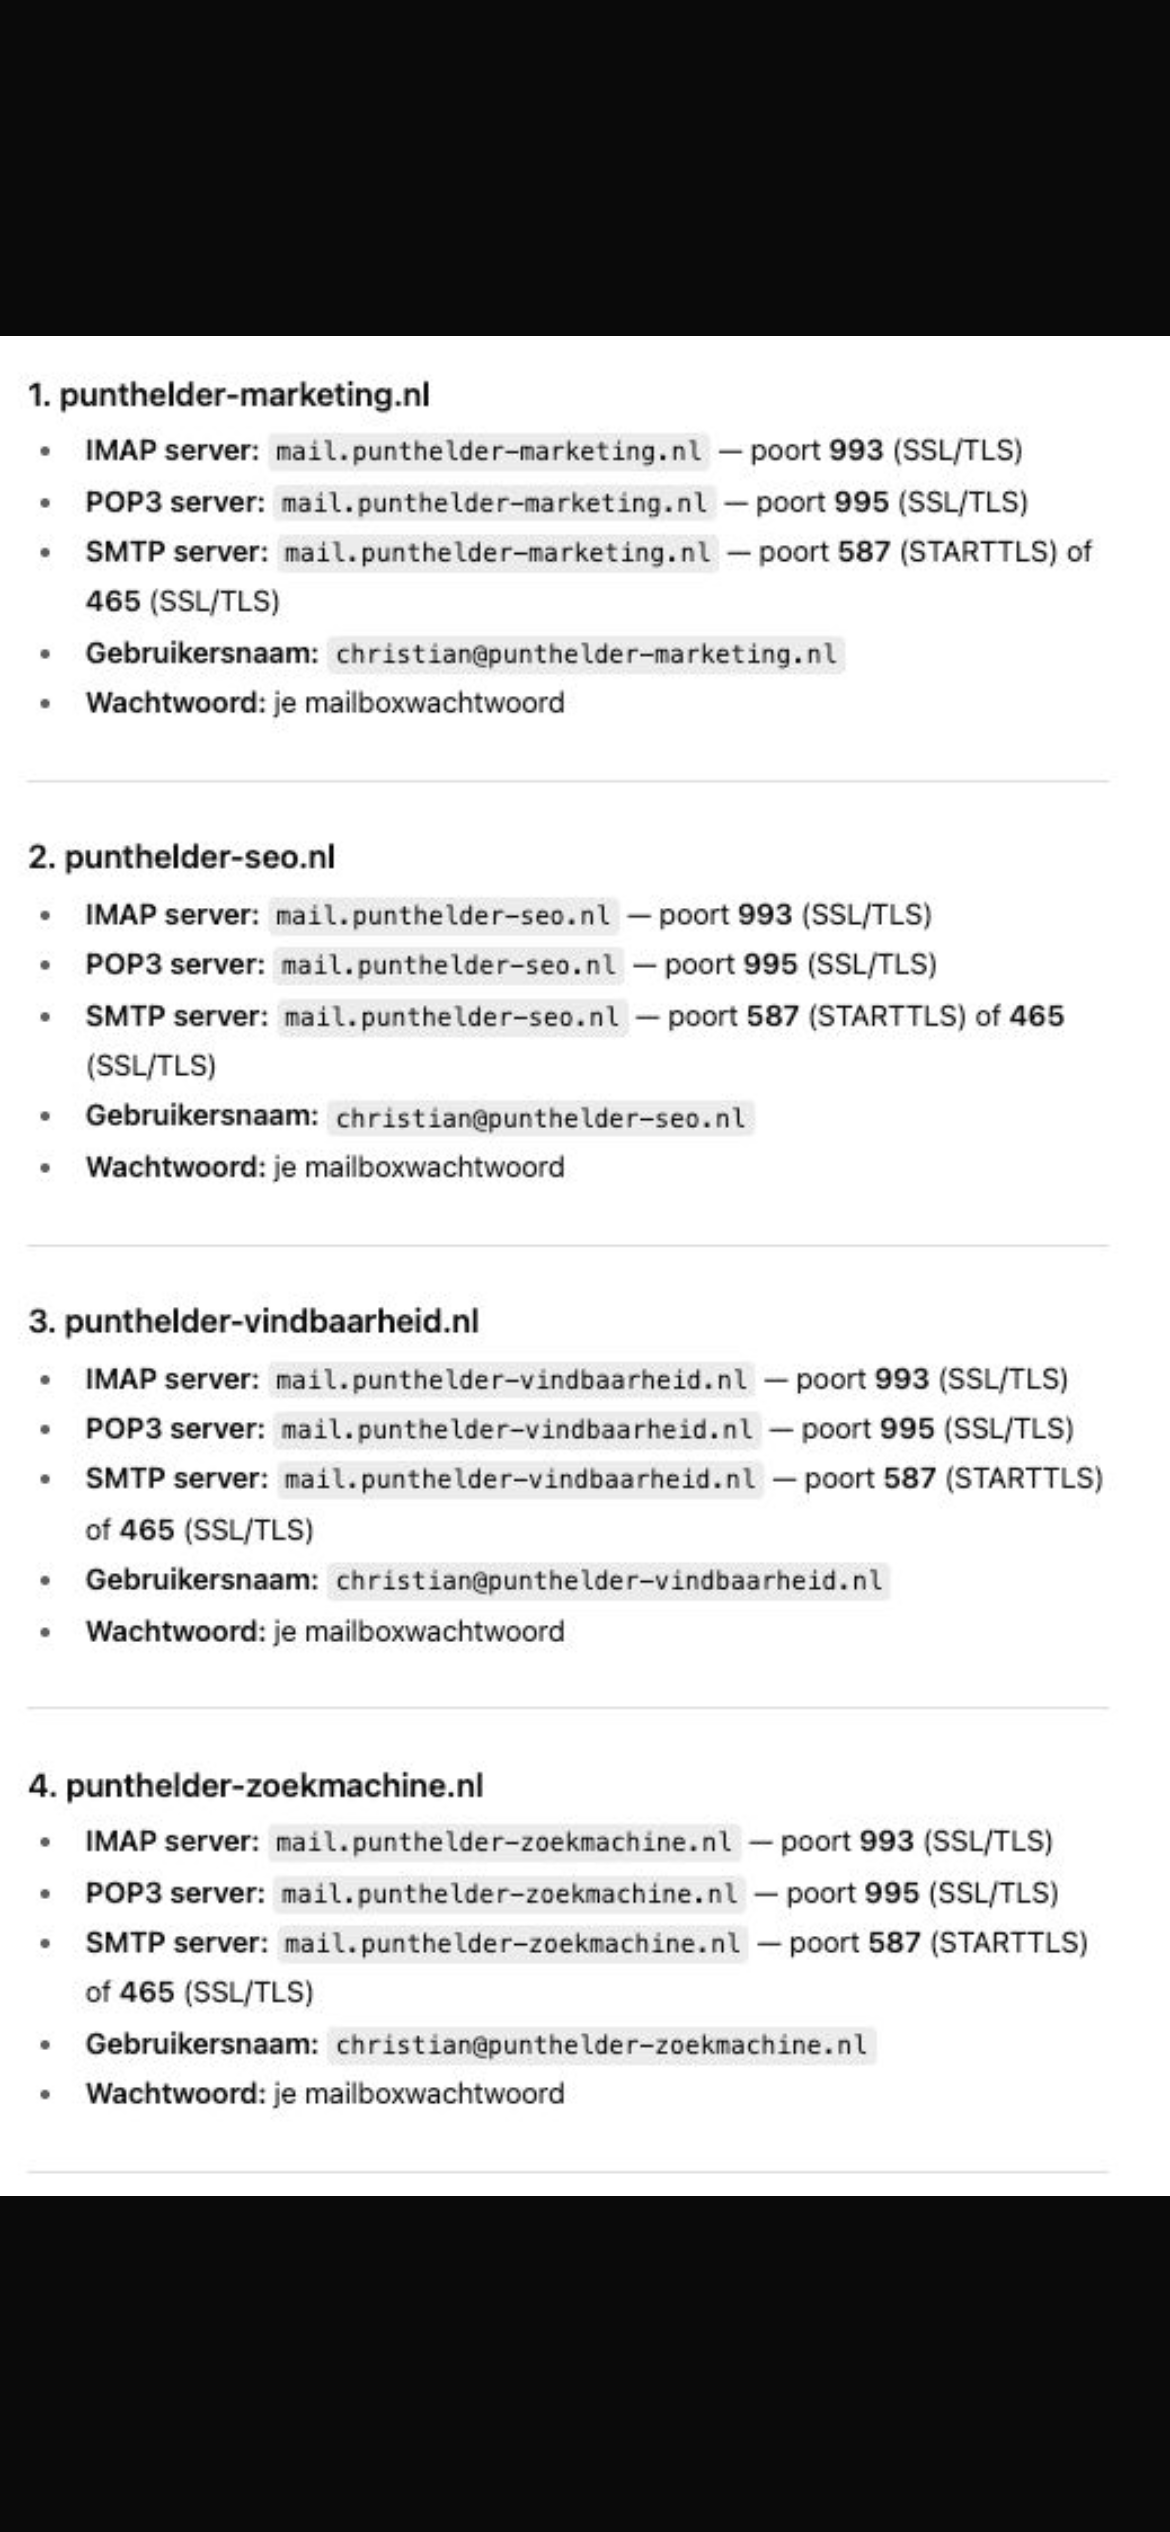 1. punthelder-marketing.nl
• IMAP server: mail.punthelder-marketing.nl — poort 993 (SSL/TLS)
• POP3 server: mail.punthelder-marketing.nl — poort 995 (SSL/TLS)
• SMTP server: mail.punthelder-marketing.nl — poort 587 (STARTTLS) of
465 (SSL/TLS)
• Gebruikersnaam: christian@punthelder-marketing.nl
• Wachtwoord: je mailboxwachtwoord
2. punthelder-seo.nl
• IMAP server: mail.punthelder-seo.nl — poort 993 (SSL/TLS)
• POP3 server: mail.punthelder-seo.nl — poort 995 (SSL/TLS)
• SMTP server: mail.punthelder-seo.nl — poort 587 (STARTTLS) of 465
(SSL/TLS)
• Gebruikersnaam: christian@punthelder-seo.nl
• Wachtwoord: je mailboxwachtwoord
3. punthelder-vindbaarheid.nl
• IMAP server: mail.punthelder-vindbaarheid.nl — poort 993 (SSL/TLS)
• POP3 server: mail.punthelder-vindbaarheid.nl — poort 995 (SSL/TLS)
• SMTP server: mail.punthelder-vindbaarheid.nl — poort 587 (STARTTLS)
of 465 (SSL/TLS)
• Gebruikersnaam: christian@punthelder-vindbaarheid.nl
• Wachtwoord: je mailboxwachtwoord
4. punthelder-zoekmachine.nl
• IMAP server: mail.punthelder-zoekmachine.nl — poort 993 (SSL/TLS)
• POP3 server: mail.punthelder-zoekmachine.nl — poort 995 (SSL/TLS)
• SMTP server: mail.punthelder-zoekmachine.nl — poort 587 (STARTTLS)
of 465 (SSL/TLS)
• Gebruikersnaam: christian@punthelder-zoekmachine.nl
• Wachtwoord: je mailboxwachtwoord